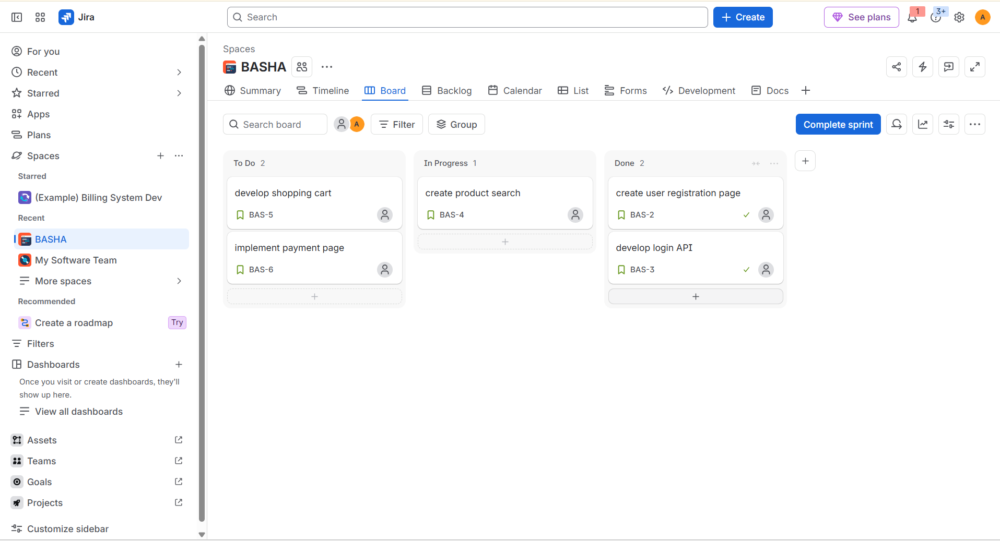 Jira
Search
Create
See plans
1
3+
A
For you
Recent
Starred
Apps
Plans
Spaces
Starred
(Example) Billing System Dev
Recent
BASHA
My Software Team
More spaces
Recommended
Create a roadmap
Try
Filters
Dashboards
Once you visit or create dashboards, they'll
show up here.
View all dashboards
Assets
Teams
Goals
Projects
Customize sidebar
Spaces
BASHA
Summary
Timeline
Board
Backlog
Calendar
List
Forms
Development
Docs
Search board
A
Filter
Group
Complete sprint
To Do 2
develop shopping cart
BAS-5
implement payment page
BAS-6
In Progress 1
create product search
BAS-4
Done 2
create user registration page
BAS-2
develop login API
BAS-3